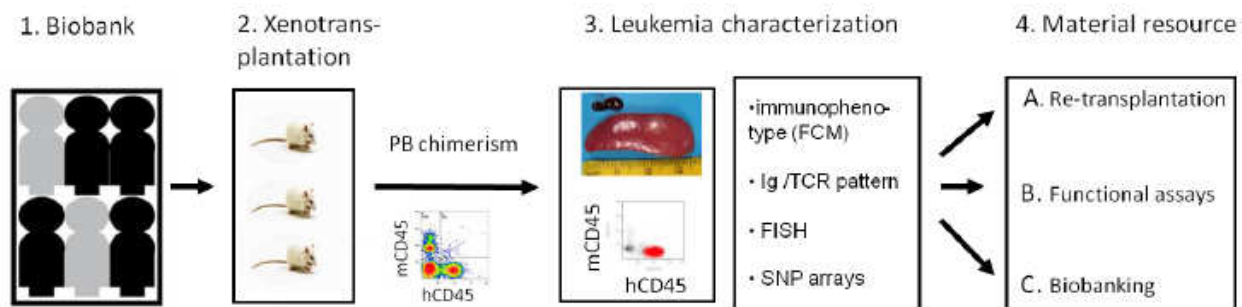 1. Biobank
2. Xenotrans-
plantation
PB chimerism
mCD45
hCD45
3. Leukemia characterization
mCD45
hCD45
•immunopheno-
type (FCM)
• Ig /TCR pattern
• FISH
• SNP arrays
4. Material resource
A. Re-transplantation
B. Functional assays
C. Biobanking